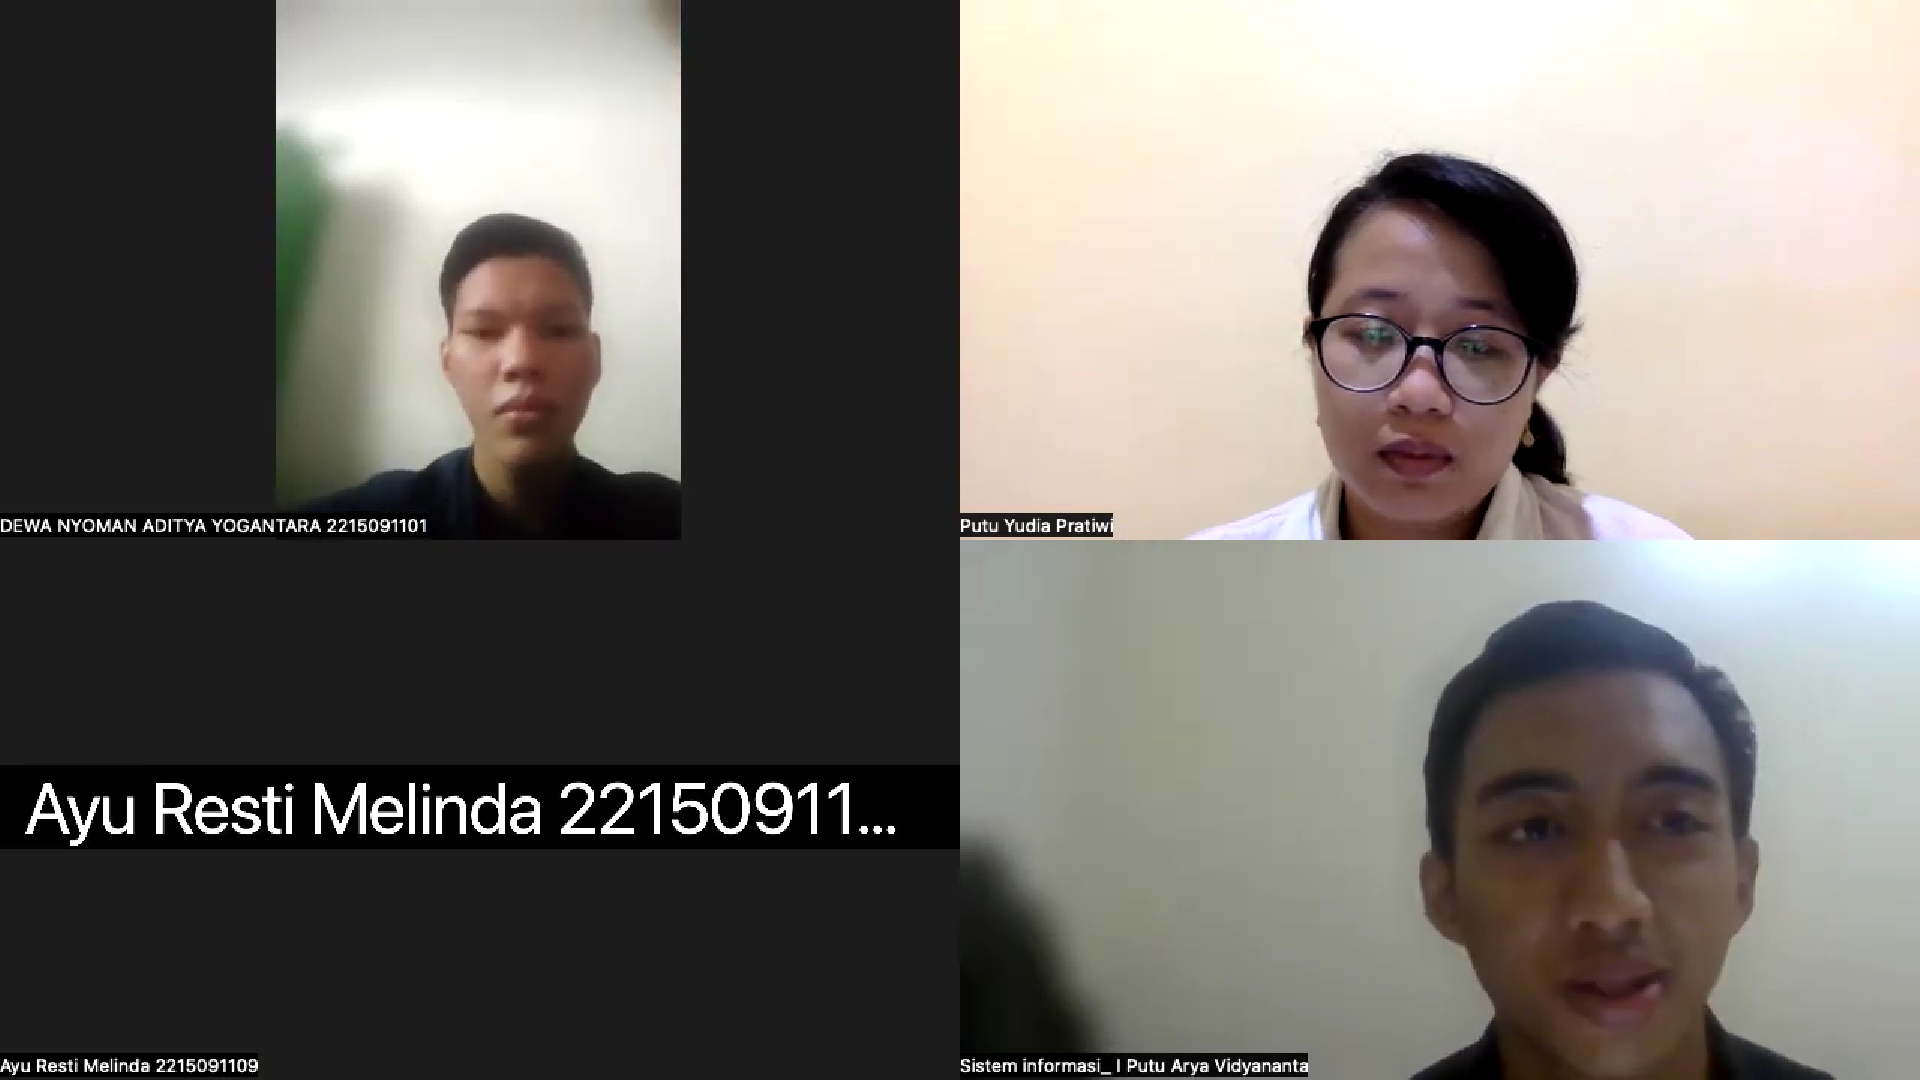 DEWA NYOMAN ADITYA YOGANTARA 2215091101
Putu Yudia Pratiwi
Ayu Resti Melinda 22150911...
Ayu Resti Melinda 2215091109
Sistem informasi_ I Putu Arya Vidyananta